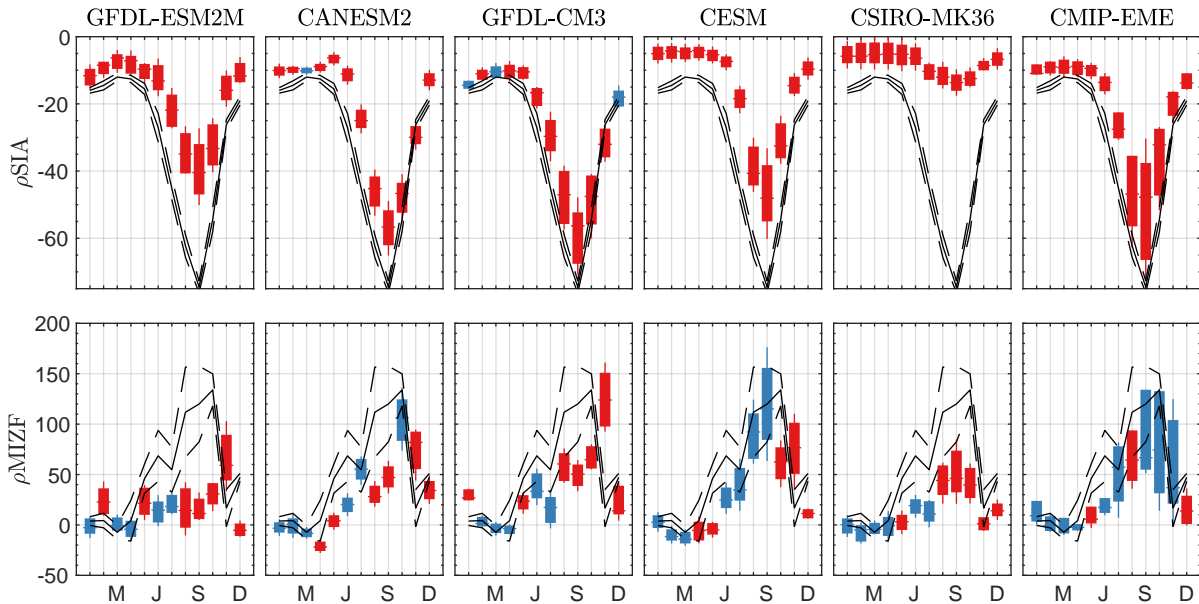 GFDL-ESM2M CANESM2 GFDL-CM3 CESM CSIRO-MK36 CMIP-EME
0
-20
-40
-60
ρSIA
200
150
100
50
0
-50
ρMIZF
M J S D M J S D M J S D M J S D M J S D M J S D